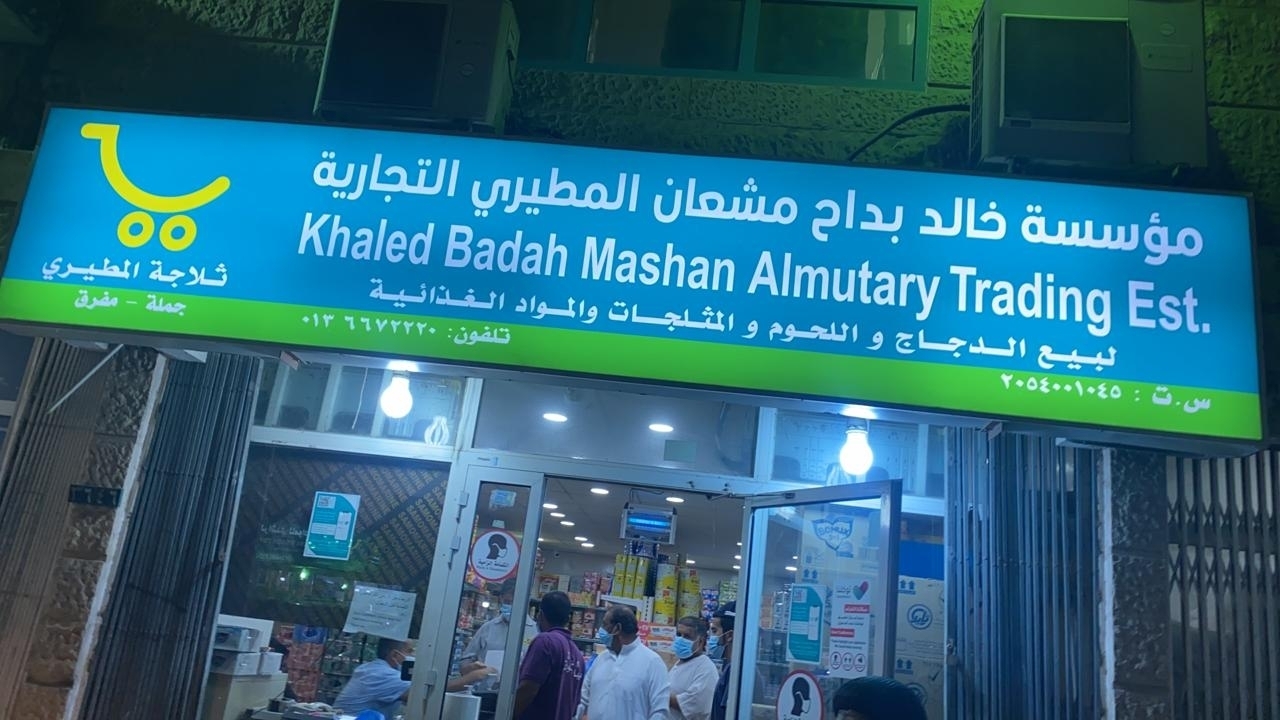 مؤسسة خالد بداح مشعان المطيري التجارية
Khaled Badah Mashan Almutary Trading Est.
لبيع الدجاج و اللحوم و المثلجات والمواد الغذائية
س.ت : ٢٠٥٤٠٠١٠٤٥
تلفون: ٠١٣ ٦٦٧٢٢٢٠
ثلاجة المطيري
جملة - مفرق